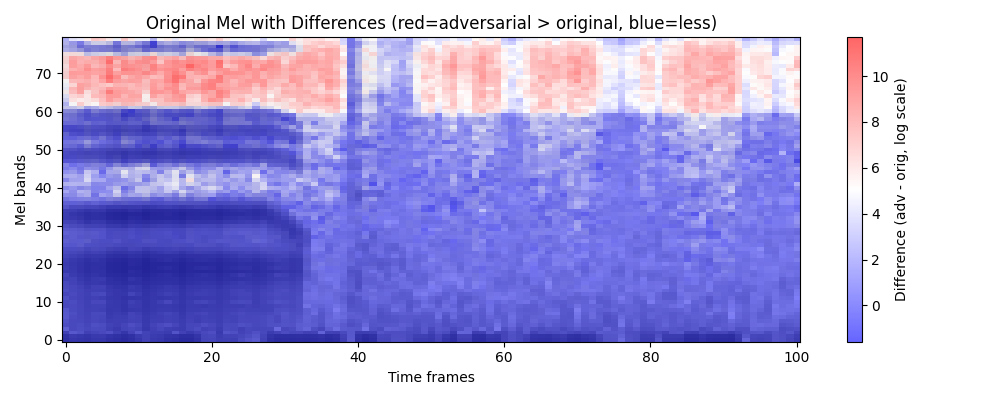 Original Mel with Differences (red=adversarial > original, blue=less)
Mel bands
70
60
50
40
30
20
10
0
0 20 40 60 80 100
Time frames
10
8
6
4
2
0
Difference (adv - orig, log scale)